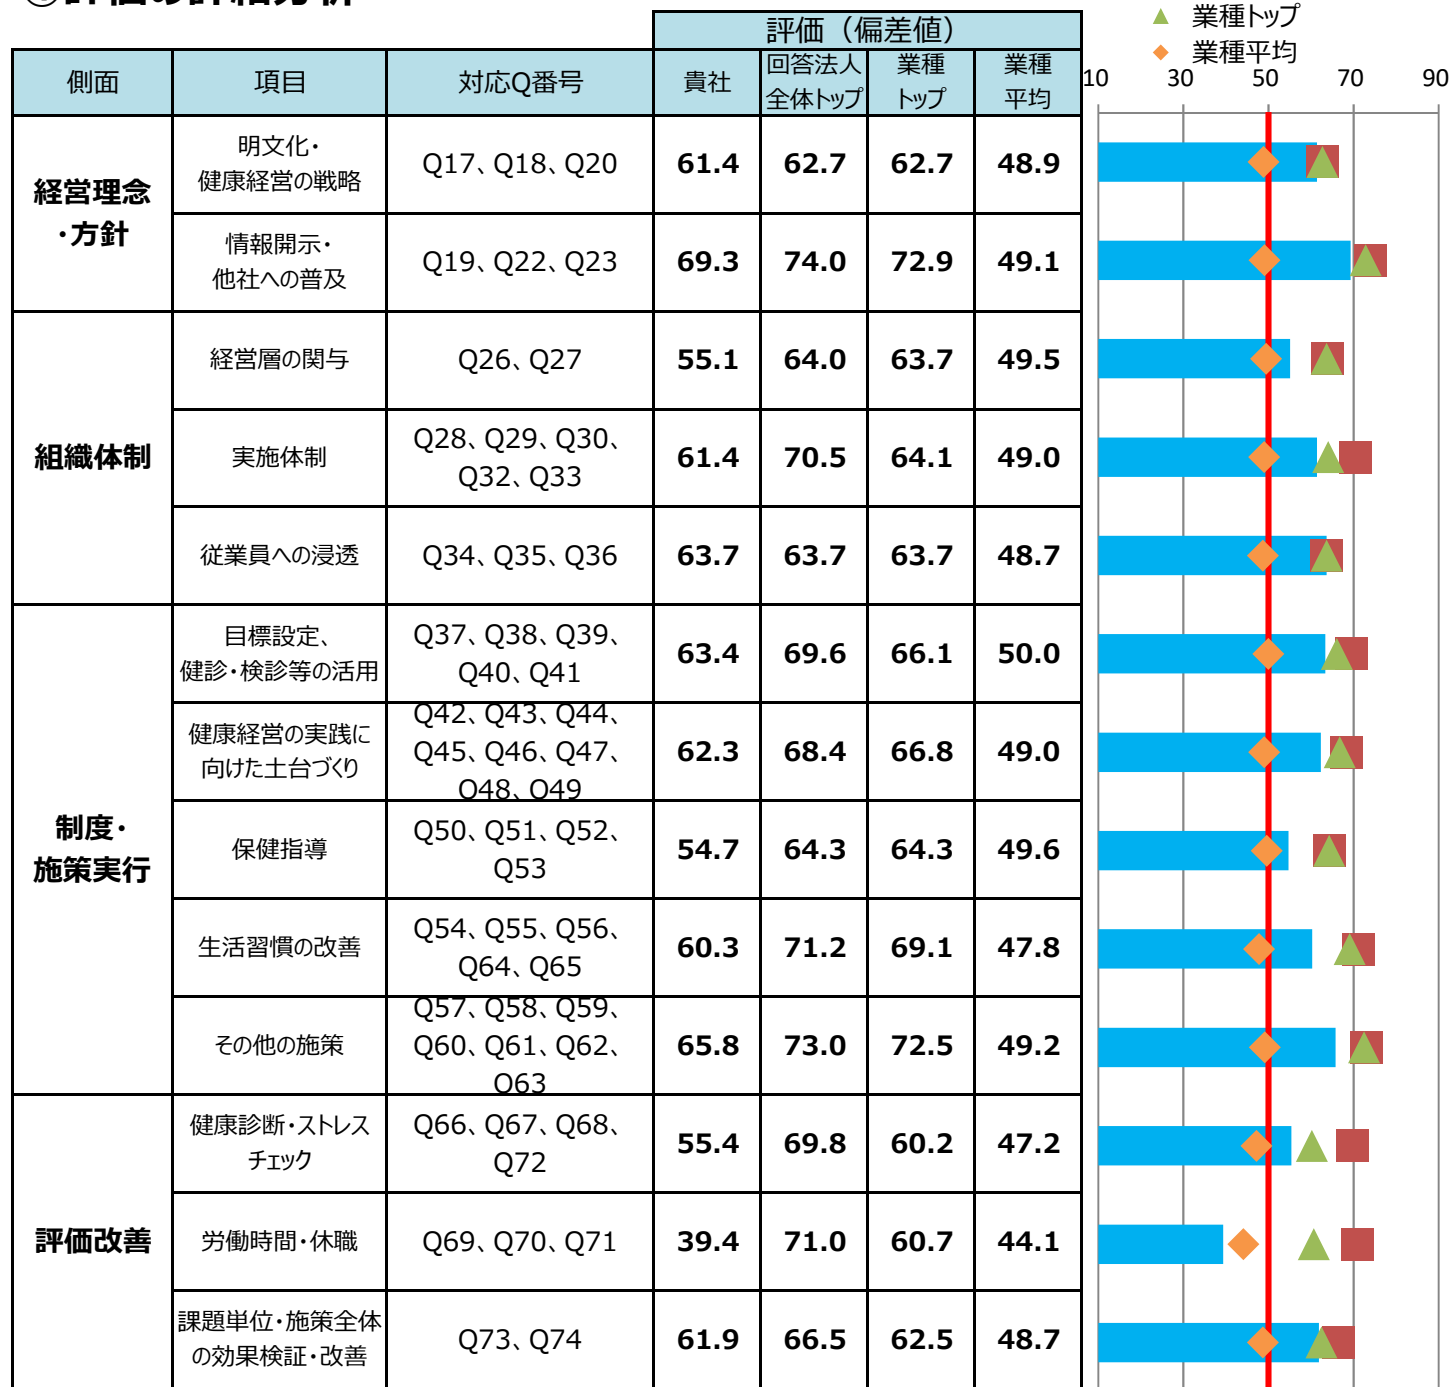 評価の詳細分析
業種トップ
業種平均
評価（偏差値）
側面 項目 対応Q番号 貴社 回答法人全体トップ 業種トップ 業種平均
10 30 50 70 90
経営理念・方針
明文化・
健康経営の戦略
Q17、Q18、Q20 61.4 62.7 62.7 48.9
情報開示・
他社への普及
Q19、Q22、Q23 69.3 74.0 72.9 49.1
組織体制
経営層の関与 Q26、Q27 55.1 64.0 63.7 49.5
実施体制
Q28、Q29、Q30、
Q32、Q33
61.4 70.5 64.1 49.0
従業員への浸透 Q34、Q35、Q36 63.7 63.7 63.7 48.7
制度・
施策実行
目標設定、
健診・検診等の活用
Q37、Q38、Q39、
Q40、Q41
63.4 69.6 66.1 50.0
健康経営の実践に
向けた土台づくり
Q42、Q43、Q44、
Q45、Q46、Q47、
Q48、Q49
62.3 68.4 66.8 49.0
保健指導
Q50、Q51、Q52、
Q53
54.7 64.3 64.3 49.6
生活習慣の改善
Q54、Q55、Q56、
Q64、Q65
60.3 71.2 69.1 47.8
その他の施策
Q57、Q58、Q59、
Q60、Q61、Q62、
Q63
65.8 73.0 72.5 49.2
評価改善
健康診断・ストレス
チェック
Q66、Q67、Q68、
Q72
55.4 69.8 60.2 47.2
労働時間・休職 Q69、Q70、Q71 39.4 71.0 60.7 44.1
課題単位・施策全体
の効果検証・改善
Q73、Q74 61.9 66.5 62.5 48.7